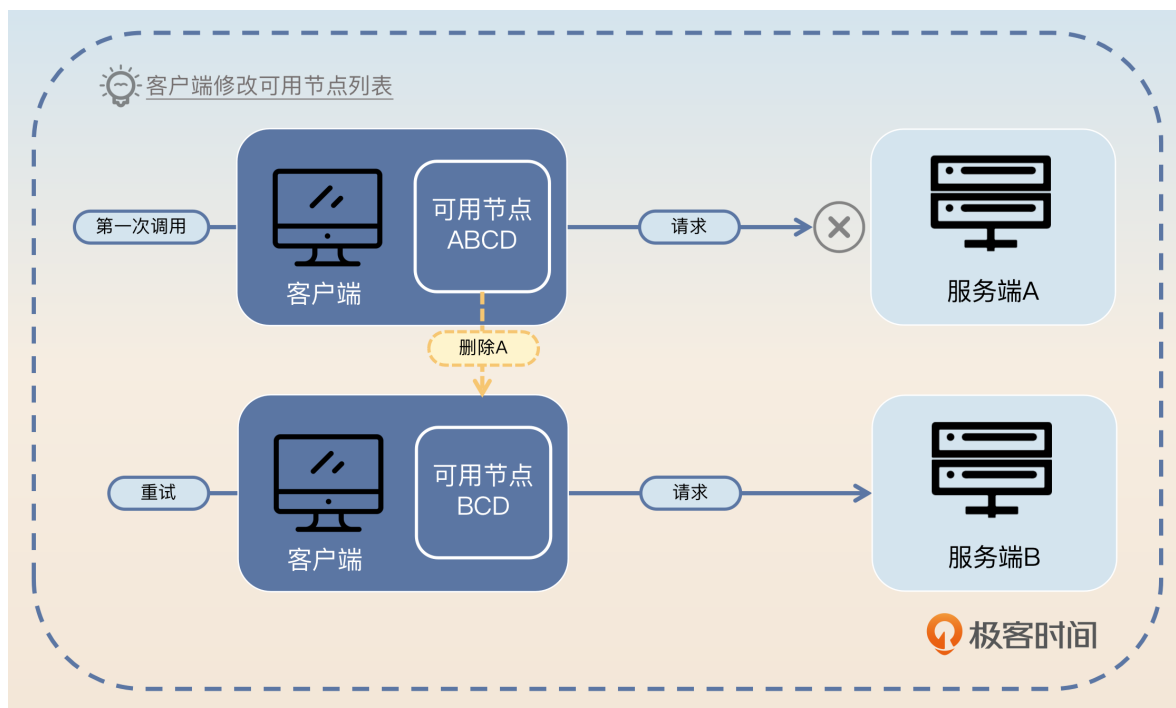 客户端修改可用节点列表
第一次调用
客户端
可用节点
ABCD
请求
服务端A
删除A
重试
客户端
可用节点
BCD
请求
服务端B
极客时间